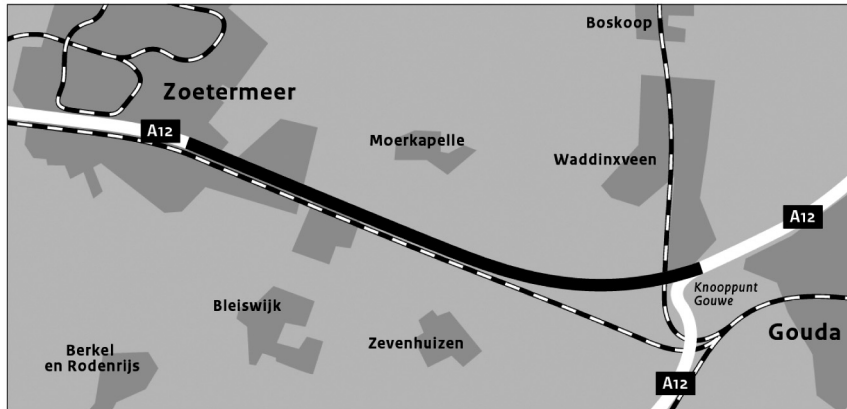 Boskoop
Zoetermeer
A12
Moerkapelle
Waddinxveen
A12
Knooppunt
Gouwe
Bleiswijk
Zevenhuizen
Gouda
Berkel
en Rodenrijs
A12